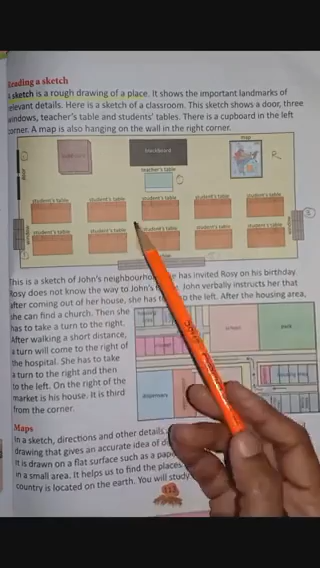 Reading a sketch
A sketch is a rough drawing of a place. It shows the important landmarks of
relevant details. Here is a sketch of a classroom. This sketch shows a door, three
windows, teacher's table and students' tables. There is a cupboard in the left
corner. A map is also hanging on the wall in the right corner.
map
blackboard
door
teacher's table
student's table student's table student's table student's table student's table
student's table student's table student's table student's table student's table
This is a sketch of John's neighbourhood. has invited Rosy on his birthday.
Rosy does not know the way to John's John verbally instructs her that
after coming out of her house, she has to the left. After the housing area,
she can find a church. Then she
has to take a turn to the right.
After walking a short distance,
a turn will come to the right of
the hospital. She has to take
a turn to the right and then
to the left. On the right of the
market is his house. It is third
from the corner.
school
park
dispensary
Maps
In a sketch, directions and other details
drawing that gives an accurate idea of
It is drawn on a flat surface such as a
in a small area. It helps us to find the places
country is located on the earth. You will study